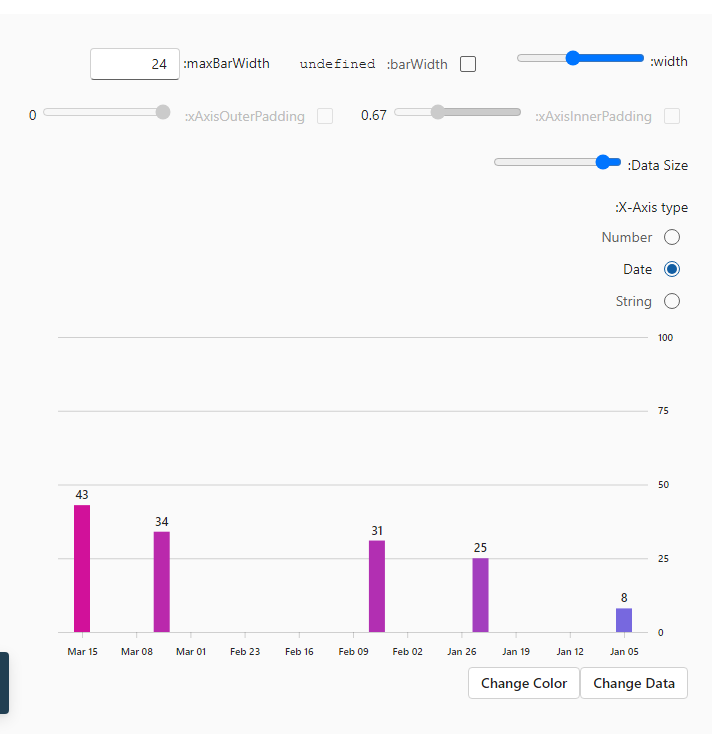 width:
barWidth: undefined
maxBarWidth: 24
xAxisInnerPadding: 0.67
xAxisOuterPadding: 0
Data Size:
X-Axis type:
Number
Date
String
100
75
50
25
0
43
34
31
25
8
Mar 15 Mar 08 Mar 01 Feb 23 Feb 16 Feb 09 Feb 02 Jan 26 Jan 19 Jan 12 Jan 05
Change Color Change Data